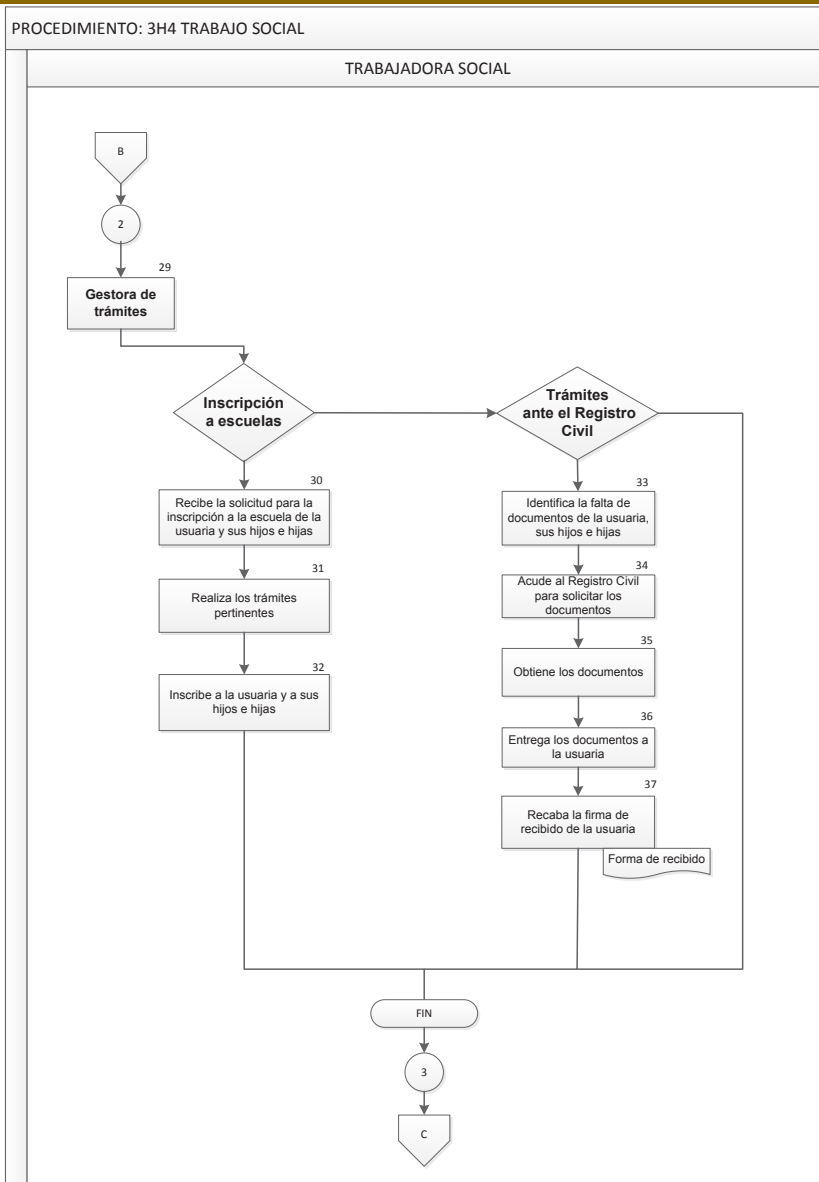 PROCEDIMIENTO: 3H4 TRABAJO SOCIAL
TRABAJADORA SOCIAL
B
2
29
Gestora de
trámites
Inscripción
a escuelas
Trámites
ante el Registro
Civil
30
Recibe la solicitud para la
inscripción a la escuela de la
usuaria y sus hijos e hijas
31
Realiza los trámites
pertinentes
32
Inscribe a la usuaria y a sus
hijos e hijas
33
Identifica la falta de
documentos de la usuaria,
sus hijos e hijas
34
Acude al Registro Civil
para solicitar los
documentos
35
Obtiene los documentos
36
Entrega los documentos a
la usuaria
37
Recaba la firma de
recibido de la usuaria
Forma de recibido
FIN
3
C